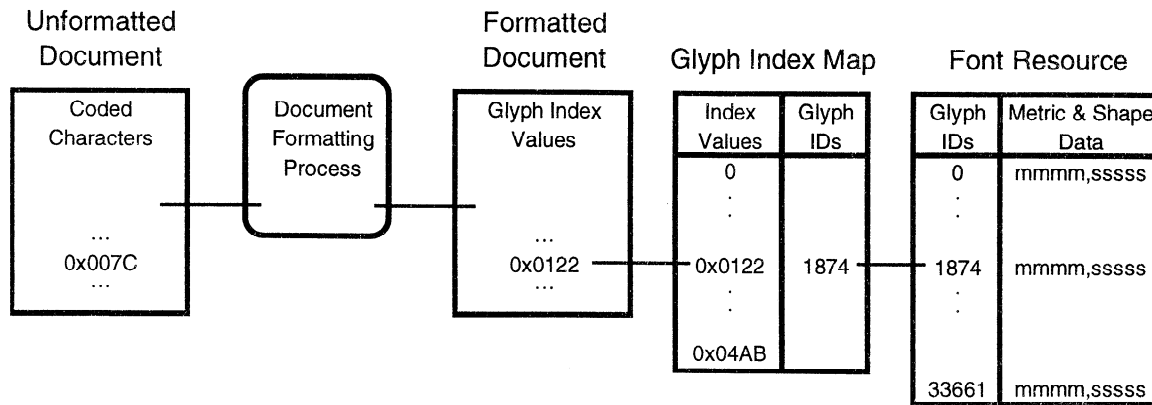 Unformatted
Document
Coded
Characters
...
0x007C
...
Document
Formatting
Process
Formatted
Document
Glyph Index
Values
...
0x0122
...
Glyph Index Map
Index
Values
Glyph
IDs
0
.
.
0x0122
1874
.
.
0x04AB
Font Resource
Glyph
IDs
Metric & Shape
Data
0
mmmm,sssss
.
.
1874
mmmm,sssss
.
.
33661
mmmm,sssss